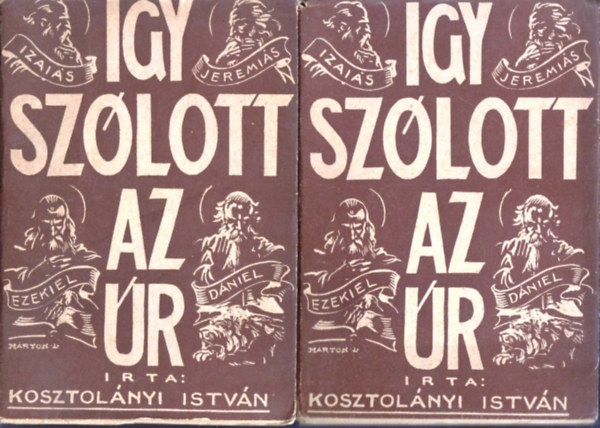 IGY
IZAIÁS
JEREMIÁS
SZÓLOTT
AZ
EZEKIEL
DÁNIEL
ÚR
MARTON L
IRTA:
KOSZTOLÁNYI ISTVÁN
IGY
IZAIÁS
JEREMIÁS
SZÓLOTT
AZ
EZEKIEL
DÁNIEL
ÚR
MARTON L
IRTA:
KOSZTOLÁNYI ISTVÁN